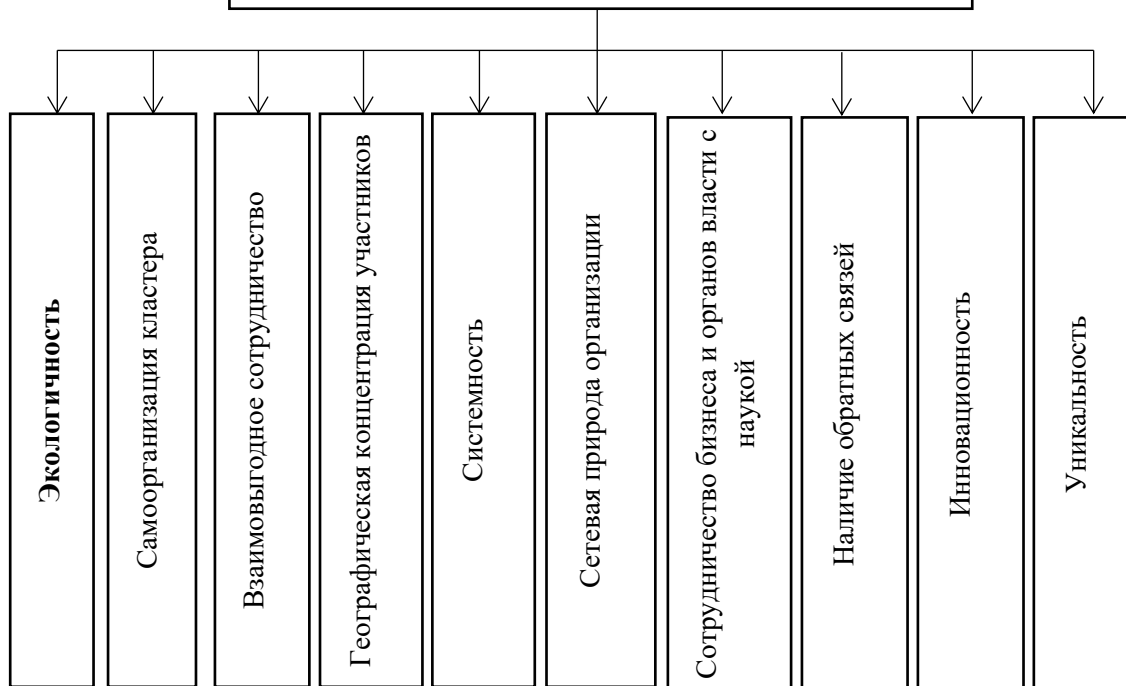 Экологичность
Самоорганизация кластера
Взаимовыгодное сотрудничество
Географическая концентрация участников
Системность
Сетевая природа организации
Сотрудничество бизнеса и органов власти с
наукой
Наличие обратных связей
Инновационность
Уникальность